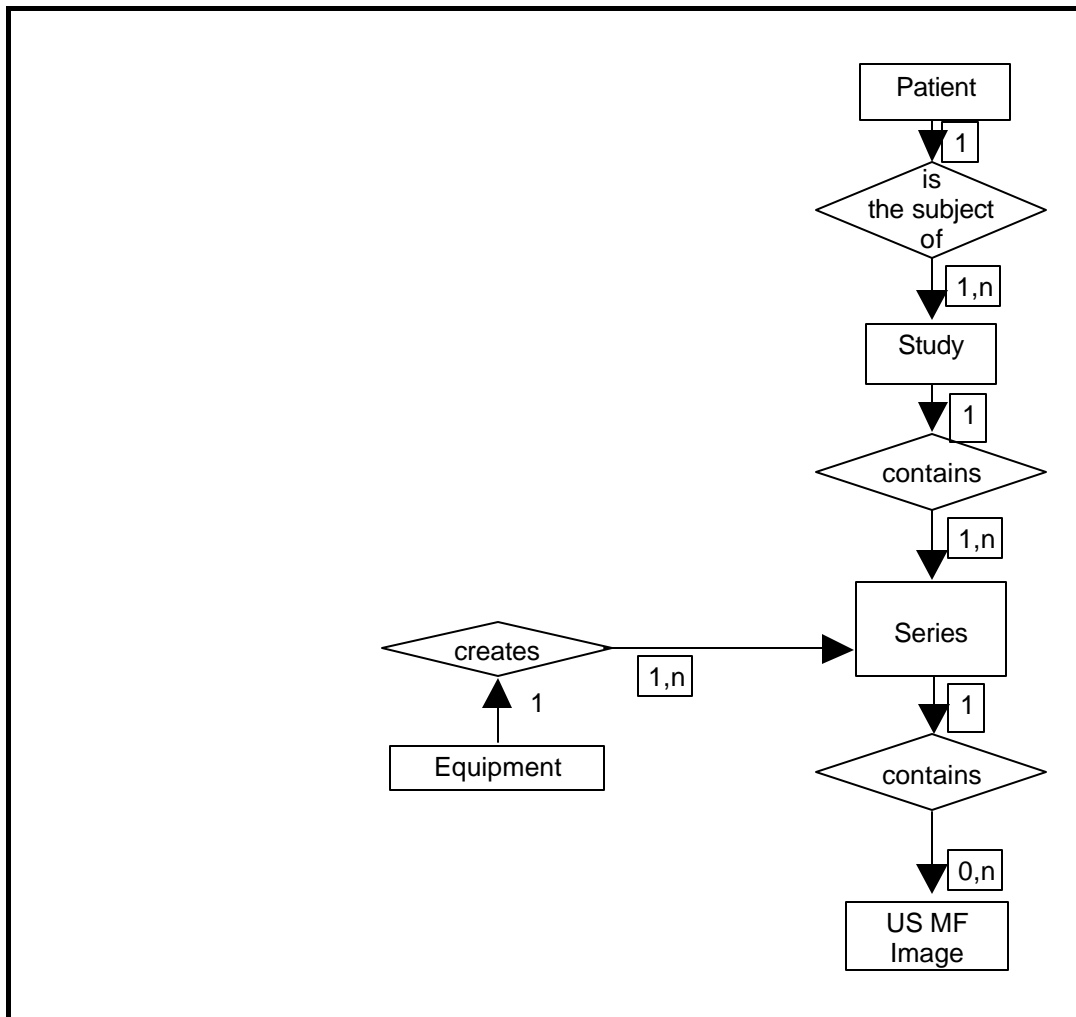 Patient
1
is
the subject
of
1,n
Study
1
contains
1,n
Series
creates
1,n
1
1
Equipment
contains
0,n
US MF
Image